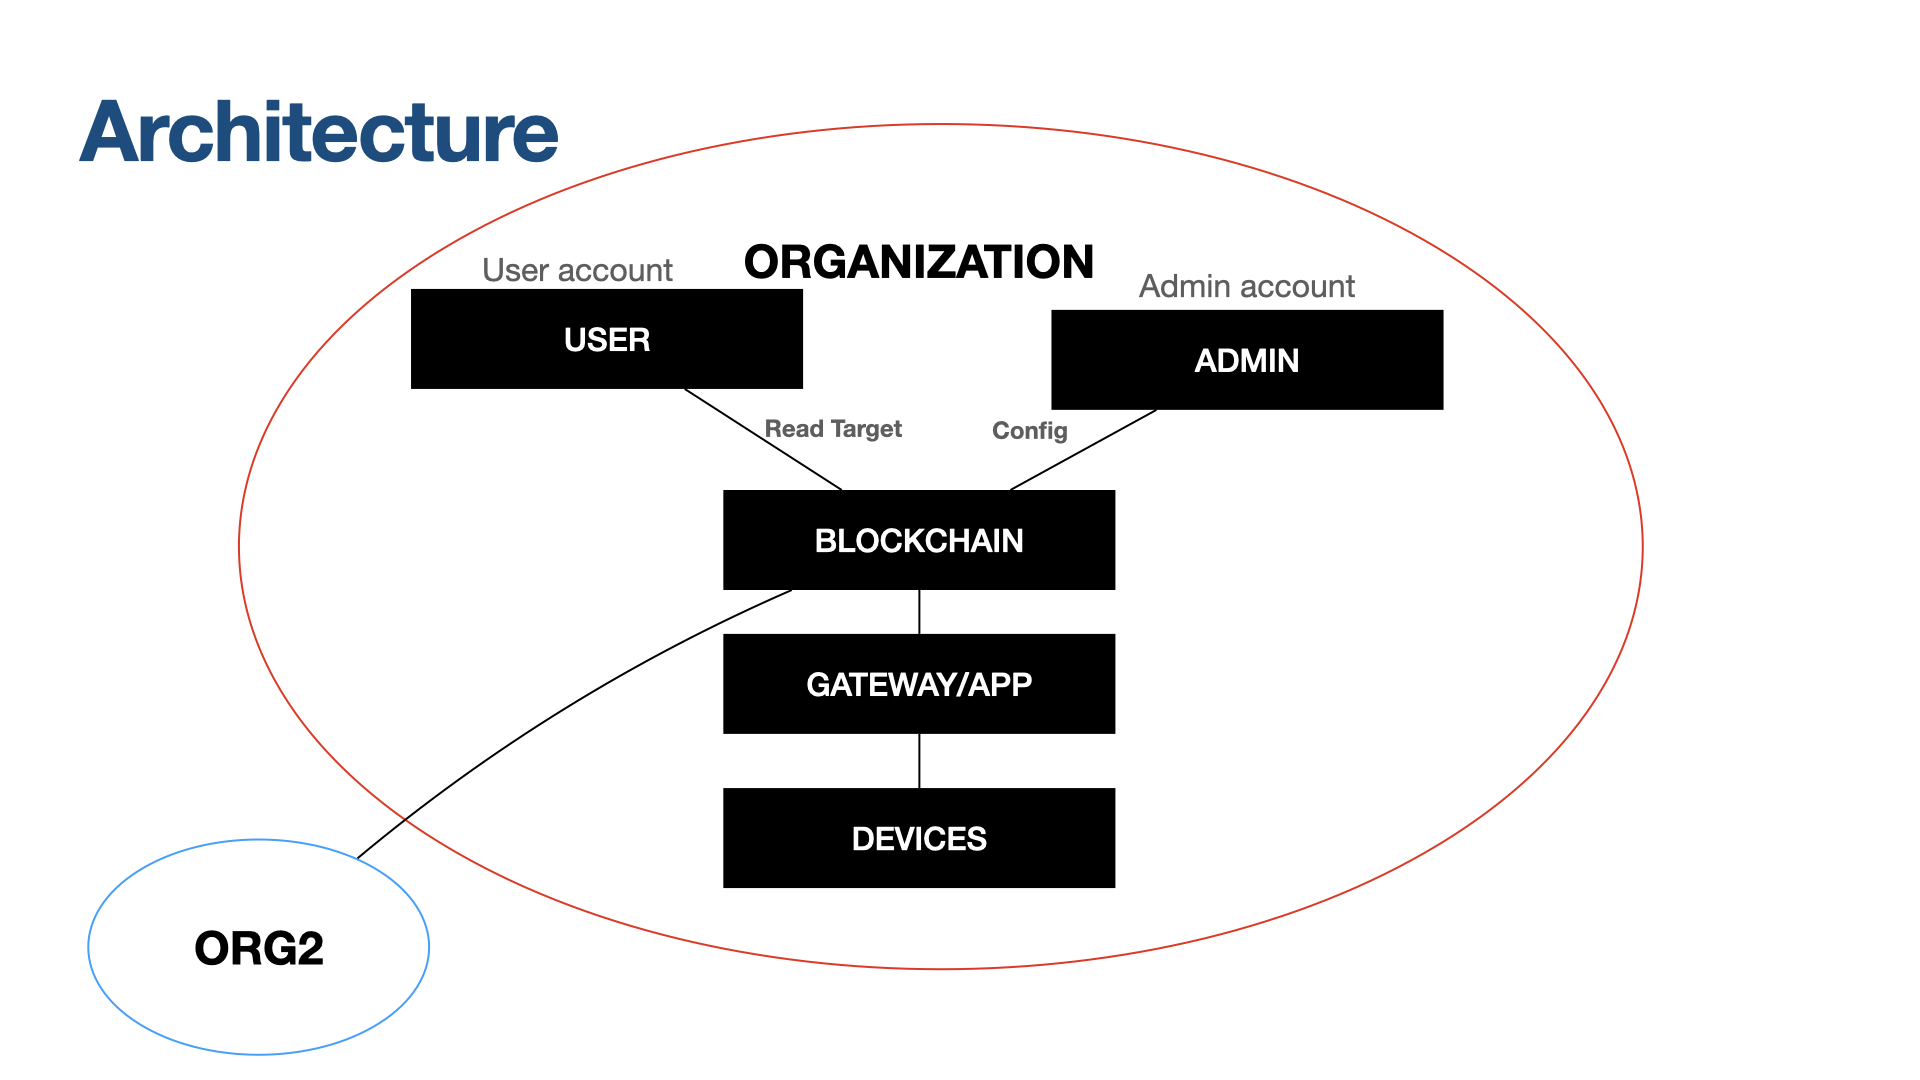 Architecture
ORGANIZATION
User account
Admin account
USER
ADMIN
Read Target
Config
BLOCKCHAIN
GATEWAY/APP
DEVICES
ORG2